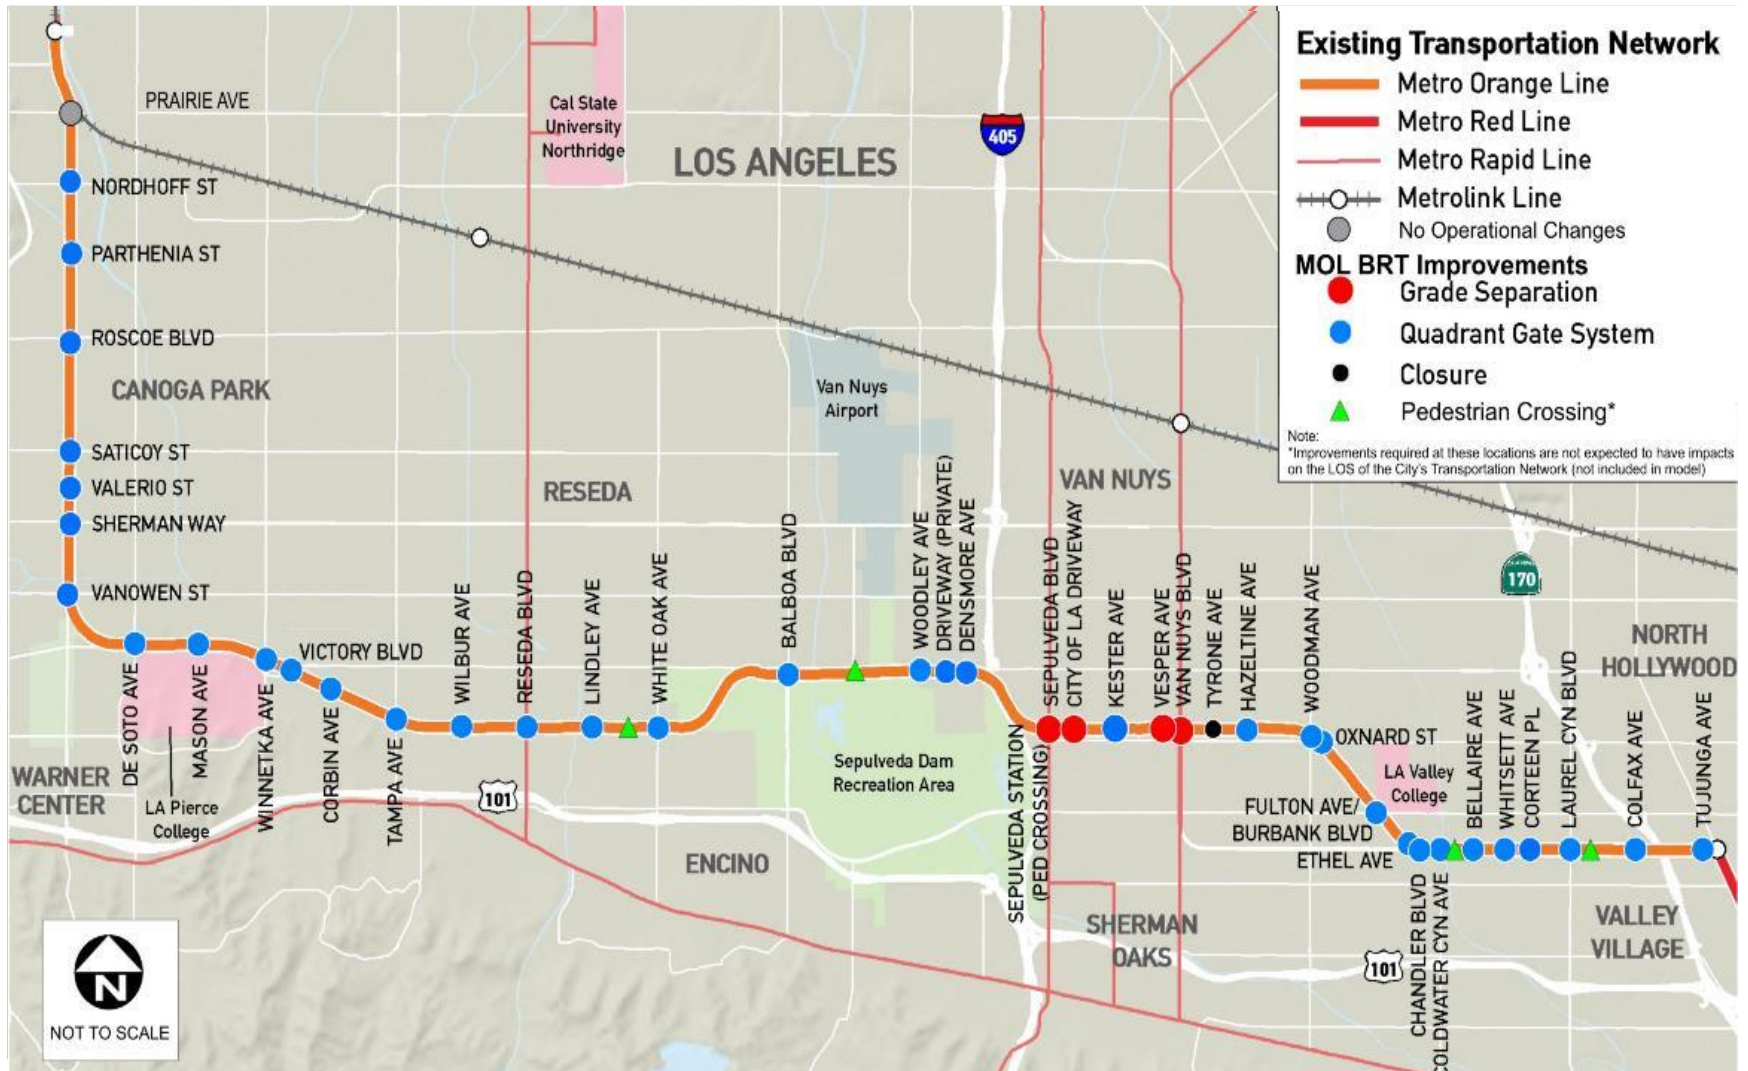 Existing Transportation Network
Metro Orange Line
Metro Red Line
Metro Rapid Line
Metrolink Line
No Operational Changes
MOL BRT Improvements
Grade Separation
Quadrant Gate System
Closure
Pedestrian Crossing*
Note:
*Improvements required at these locations are not expected to have impacts
on the LOS of the City's Transportation Network (not included in model)
PRAIRIE AVE
Cal State
University
Northridge
LOS ANGELES
405
NORDHOFF ST
PARTHENIA ST
ROSCOE BLVD
CANOGA PARK
Van Nuys
Airport
SATICOY ST
VALERIO ST
SHERMAN WAY
VANOWEN ST
RESEDA
VAN NUYS
170
NORTH
HOLLYWOOD
DE SOTO AVE
MASON AVE
WINNETKA AVE
VICTORY BLVD
CORBIN AVE
TAMPA AVE
WILBUR AVE
RESEDA BLVD
LINDLEY AVE
WHITE OAK AVE
BALBOA BLVD
WOODLEY AVE
DRIVEWAY (PRIVATE)
DENSMORE AVE
SEPULVEDA STATION
(PED CROSSING)
SEPULVEDA BLVD
CITY OF LA DRIVEWAY
KESTER AVE
VESPER AVE
VAN NUYS BLVD
TYRONE AVE
HAZELTINE AVE
WOODMAN AVE
OXNARD ST
FULTON AVE/
BURBANK BLVD
ETHEL AVE
CHANDLER BLVD
COLDWATER CYN AVE
BELLAIRE AVE
WHITSETT AVE
CORTEEN PL
LAUREL CYN BLVD
COLFAX AVE
TUJUNGA AVE
LA Valley
College
WARNER
CENTER
LA Pierce
College
101
Sepulveda Dam
Recreation Area
ENCINO
SHERMAN
OAKS
101
VALLEY
VILLAGE
N
NOT TO SCALE